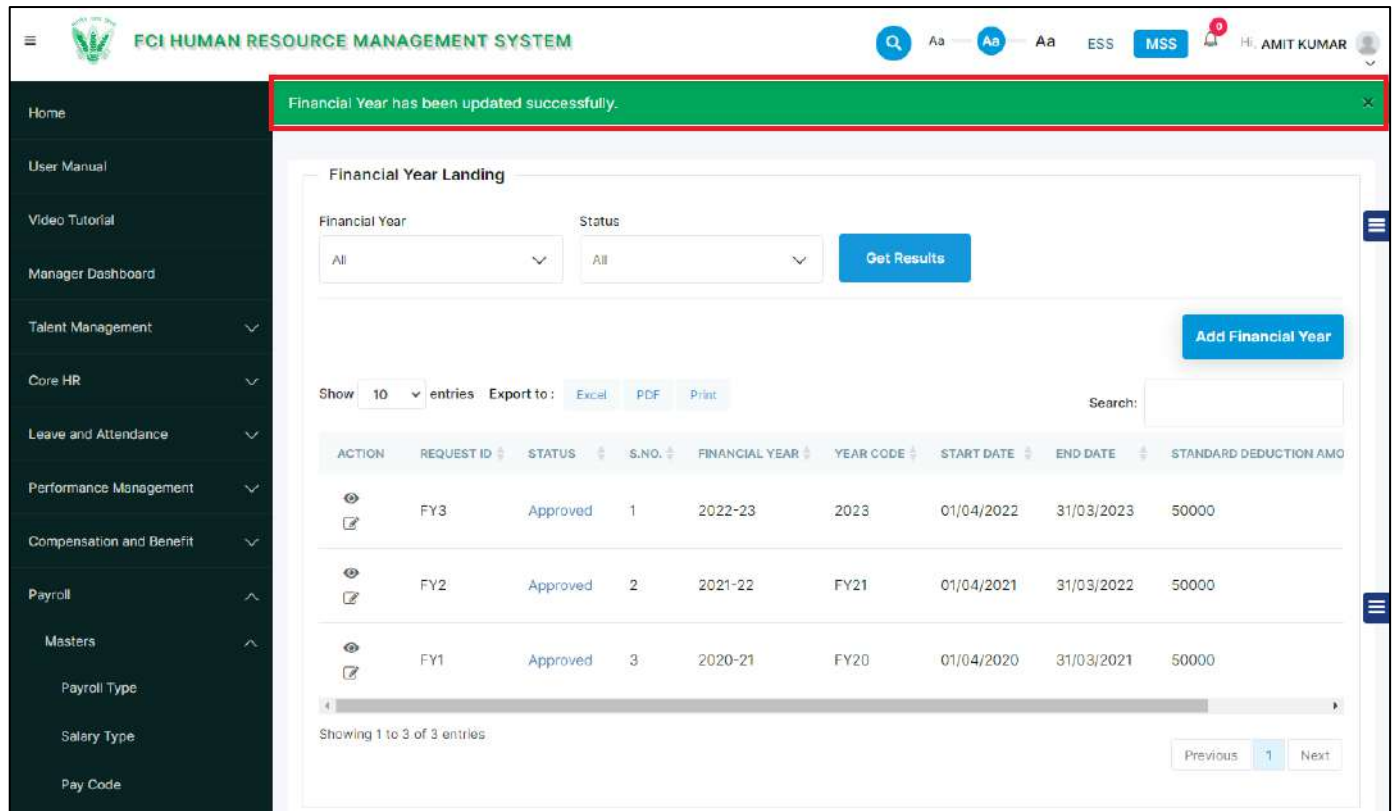 FCI HUMAN RESOURCE MANAGEMENT SYSTEM
Aa Aa Aa ESS MSS 0 Hi, AMIT KUMAR
Financial Year has been updated successfully. ×
Home
User Manual
Video Tutorial
Manager Dashboard
Talent Management
Core HR
Leave and Attendance
Performance Management
Compensation and Benefit
Payroll
Masters
Payroll Type
Salary Type
Pay Code
Financial Year Landing
Financial Year Status
All All Get Results
Add Financial Year
Show 10 entries Export to : Excel PDF Print Search:
ACTION REQUEST ID STATUS S.NO. FINANCIAL YEAR YEAR CODE START DATE END DATE STANDARD DEDUCTION AMO
FY3 Approved 1 2022-23 2023 01/04/2022 31/03/2023 50000
FY2 Approved 2 2021-22 FY21 01/04/2021 31/03/2022 50000
FY1 Approved 3 2020-21 FY20 01/04/2020 31/03/2021 50000
Showing 1 to 3 of 3 entries
Previous 1 Next